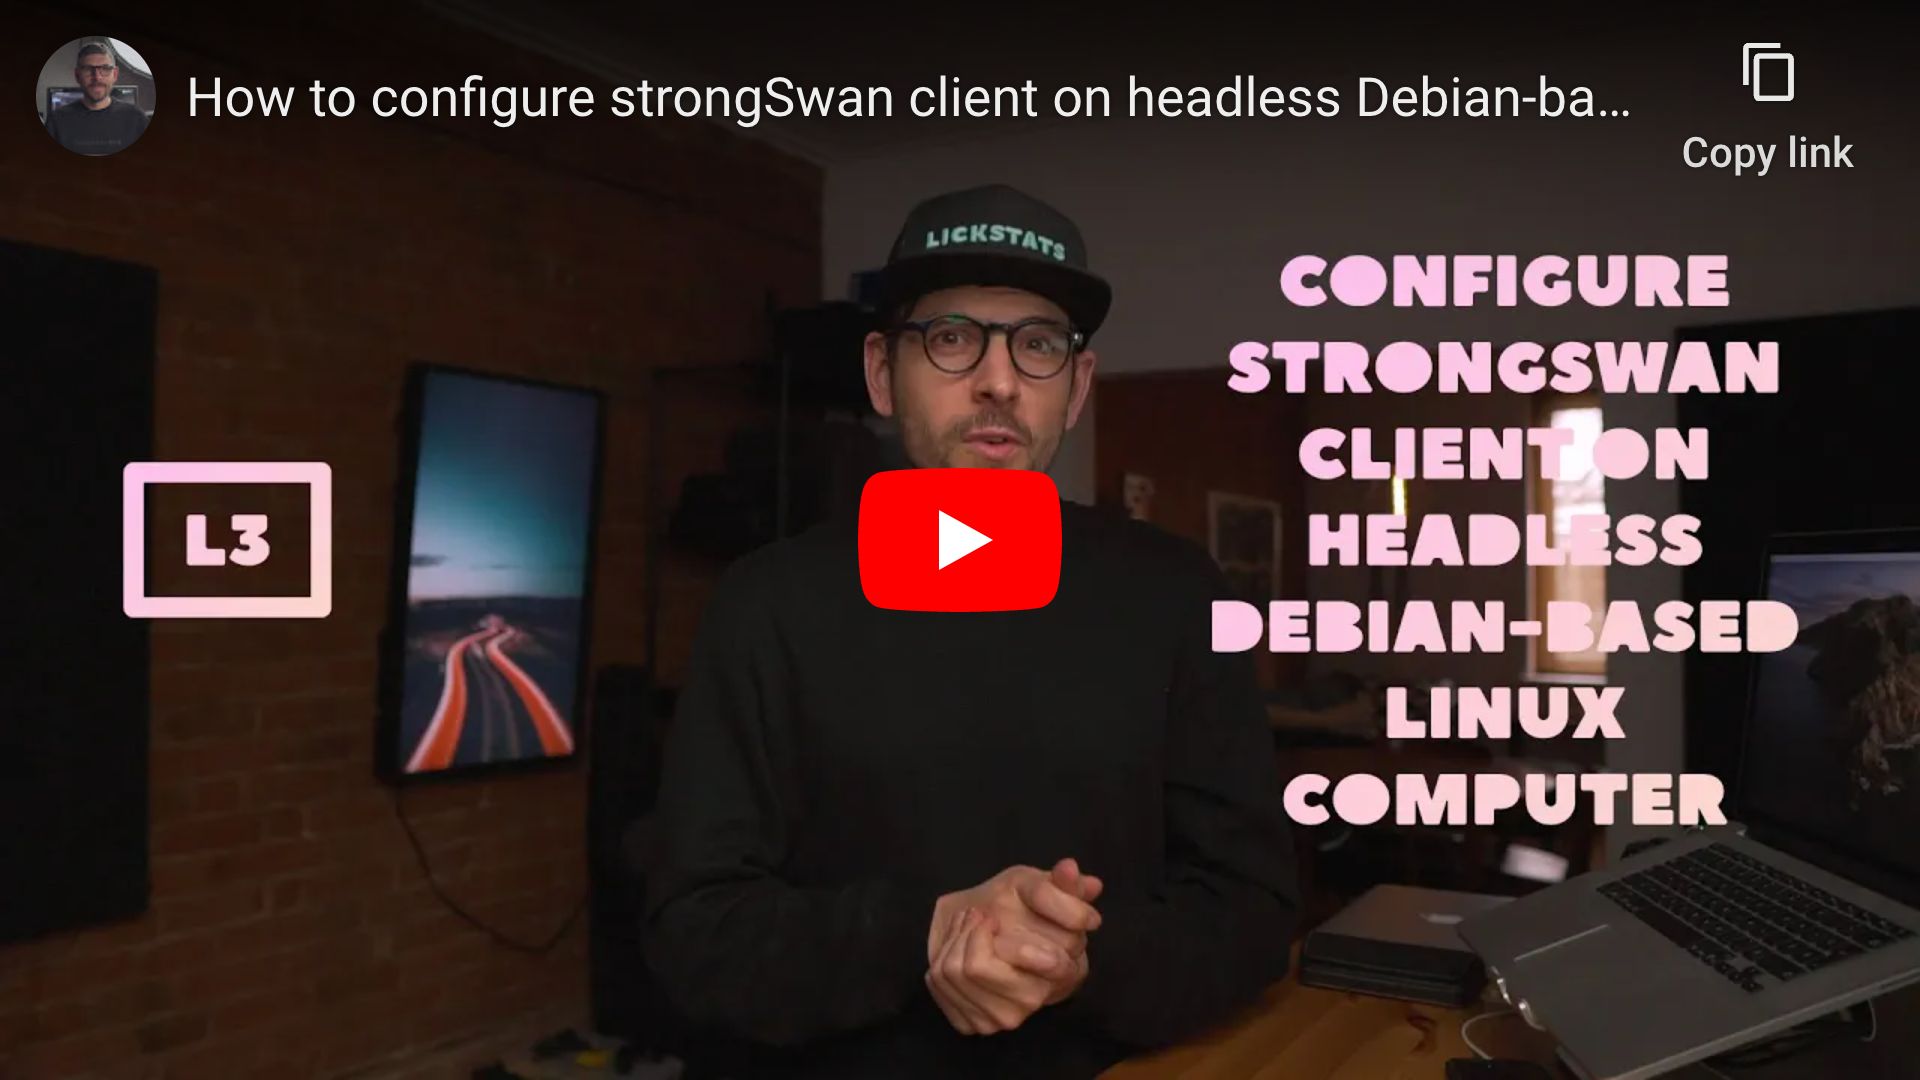 How to configure strongSwan client on headless Debian-ba...
Copy link
LICKSTATS
CONFIGURE
STRONGSWAN
CLIENT ON
HEADLESS
DEBIAN-BASED
LINUX
COMPUTER
L3